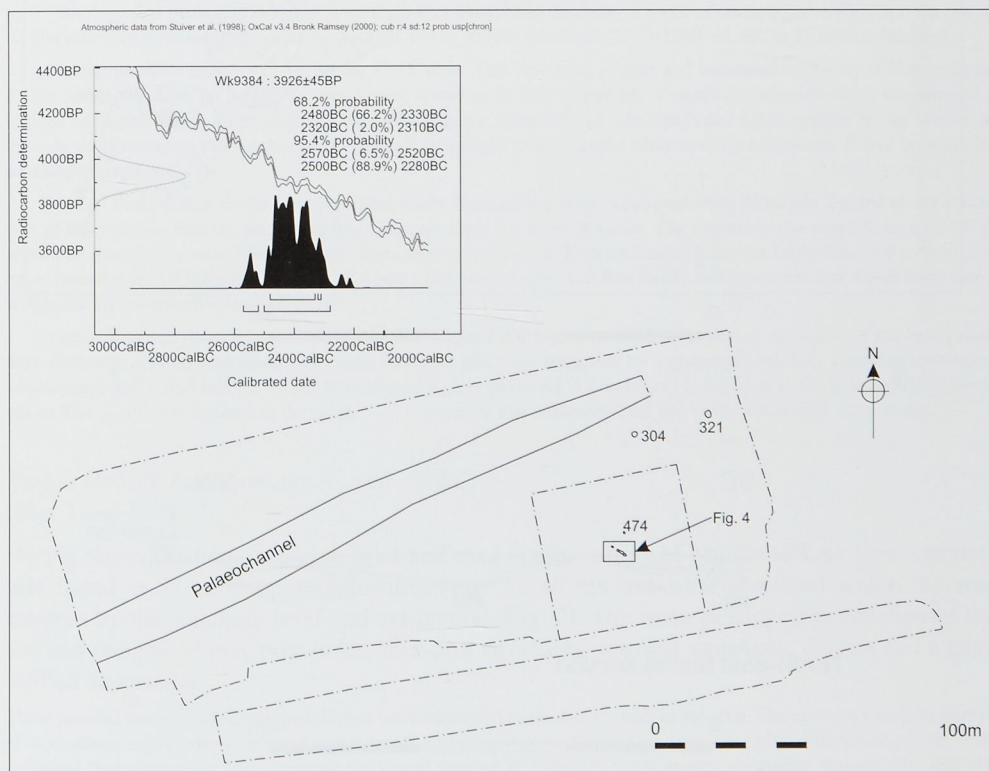 Atmospheric data from Stuiver et al. (1998); OxCal v3.4 Bronk Ramsey (2000); cub r:4 sd:12 prob usp[chron]
Wk9384 : 3926±45BP
68.2% probability
2480BC (66.2%) 2330BC
2320BC ( 2.0%) 2310BC
95.4% probability
2570BC ( 6.5%) 2520BC
2500BC (88.9%) 2280BC
Radiocarbon determination
4400BP
4200BP
4000BP
3800BP
3600BP
3000CalBC
2800CalBC
2600CalBC
2400CalBC
2200CalBC
2000CalBC
Calibrated date
N
304
321
474
Fig. 4
Palaeochannel
0
100m